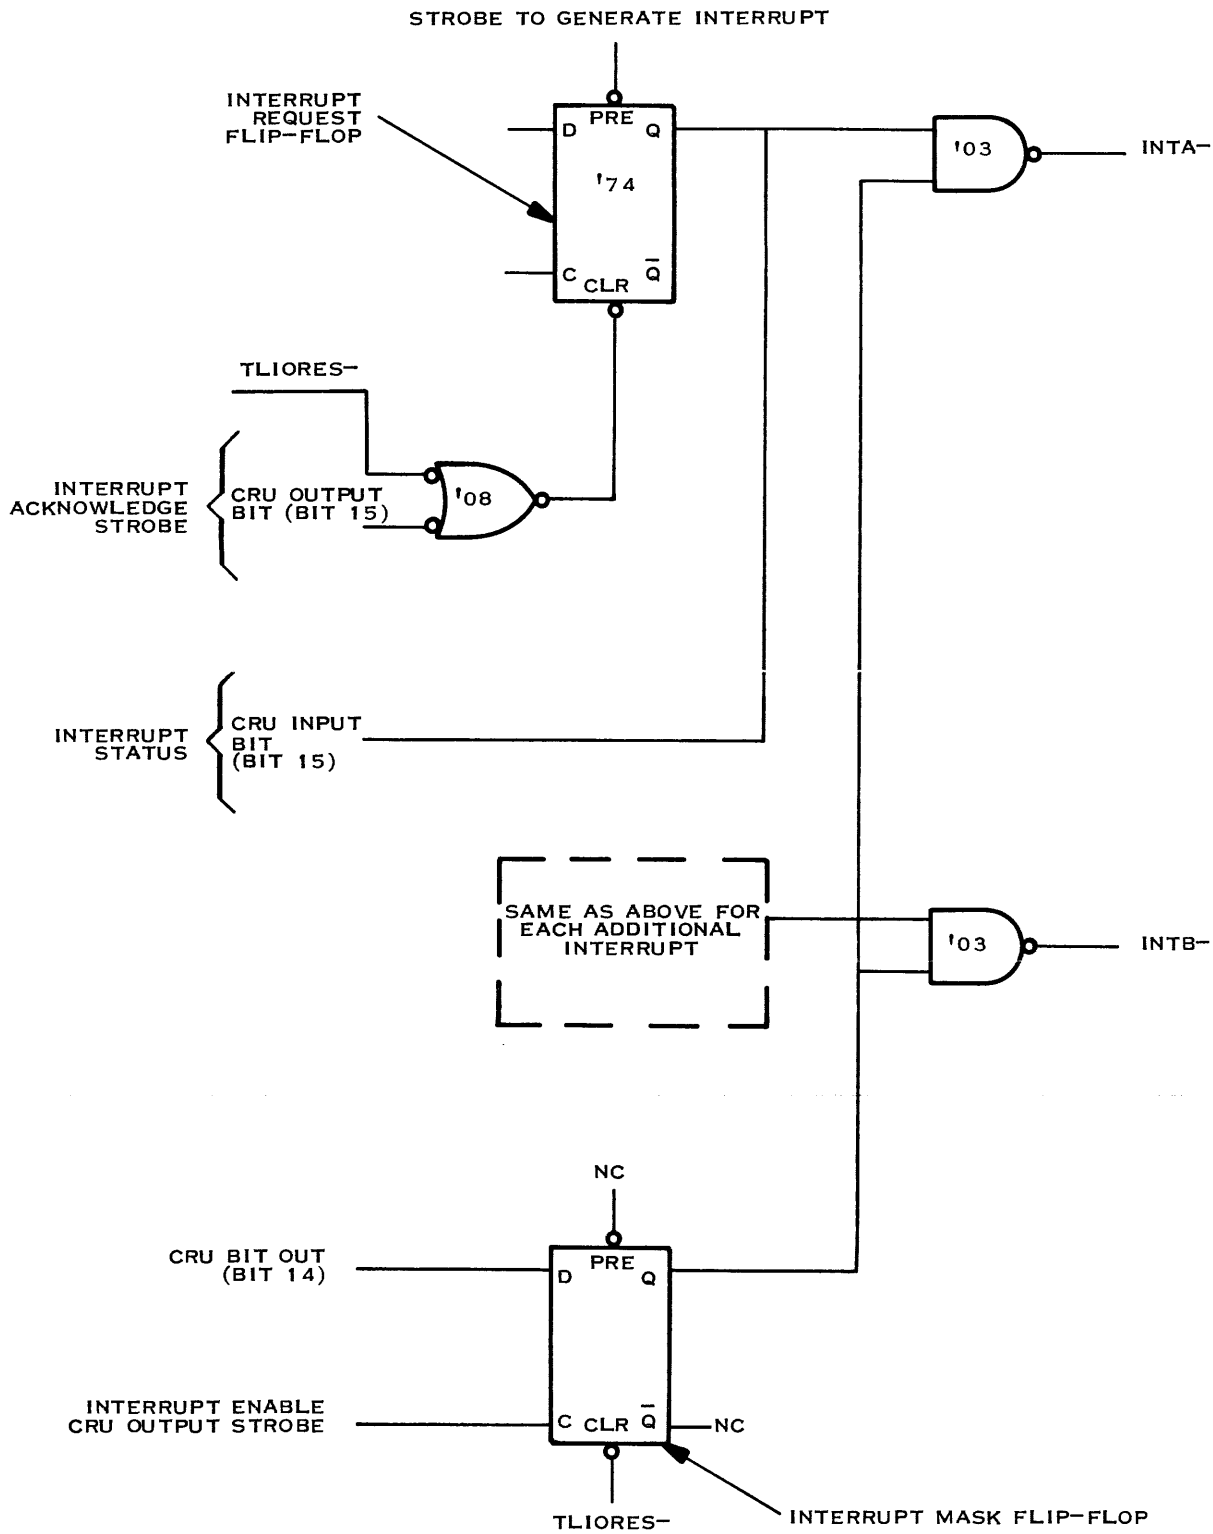 STROBE TO GENERATE INTERRUPT
INTERRUPT
REQUEST
FLIP-FLOP
PRE
D
Q
'74
C
CLR
Q̅
'03
INTA-
TLIORES-
INTERRUPT
ACKNOWLEDGE
STROBE
CRU OUTPUT
BIT (BIT 15)
'08
INTERRUPT
STATUS
CRU INPUT
BIT
(BIT 15)
SAME AS ABOVE FOR
EACH ADDITIONAL
INTERRUPT
'03
INTB-
NC
CRU BIT OUT
(BIT 14)
PRE
D
Q
INTERRUPT ENABLE
CRU OUTPUT STROBE
C
CLR
Q̅
NC
TLIORES-
INTERRUPT MASK FLIP-FLOP